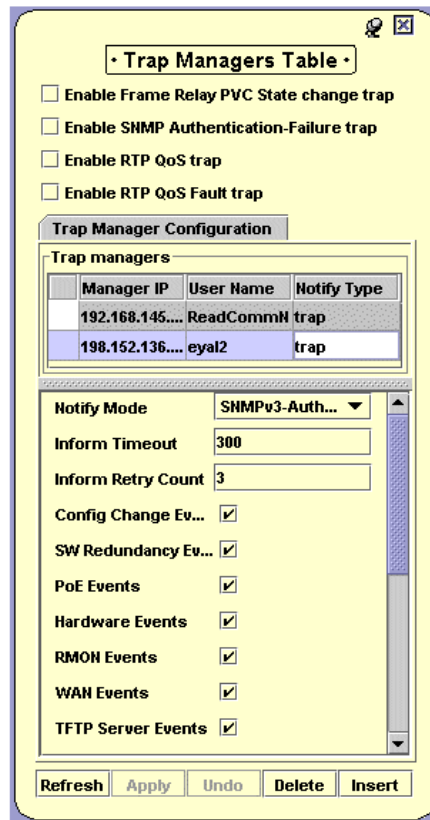 · Trap Managers Table ·
Enable Frame Relay PVC State change trap
Enable SNMP Authentication-Failure trap
Enable RTP QoS trap
Enable RTP QoS Fault trap
Trap Manager Configuration
Trap managers
Manager IP User Name Notify Type
192.168.145.... ReadCommN trap
198.152.136.... eyal2 trap
Notify Mode SNMPv3-Auth...
Inform Timeout 300
Inform Retry Count 3
Config Change Ev...
SW Redundancy Ev...
PoE Events
Hardware Events
RMON Events
WAN Events
TFTP Server Events
Refresh Apply Undo Delete Insert